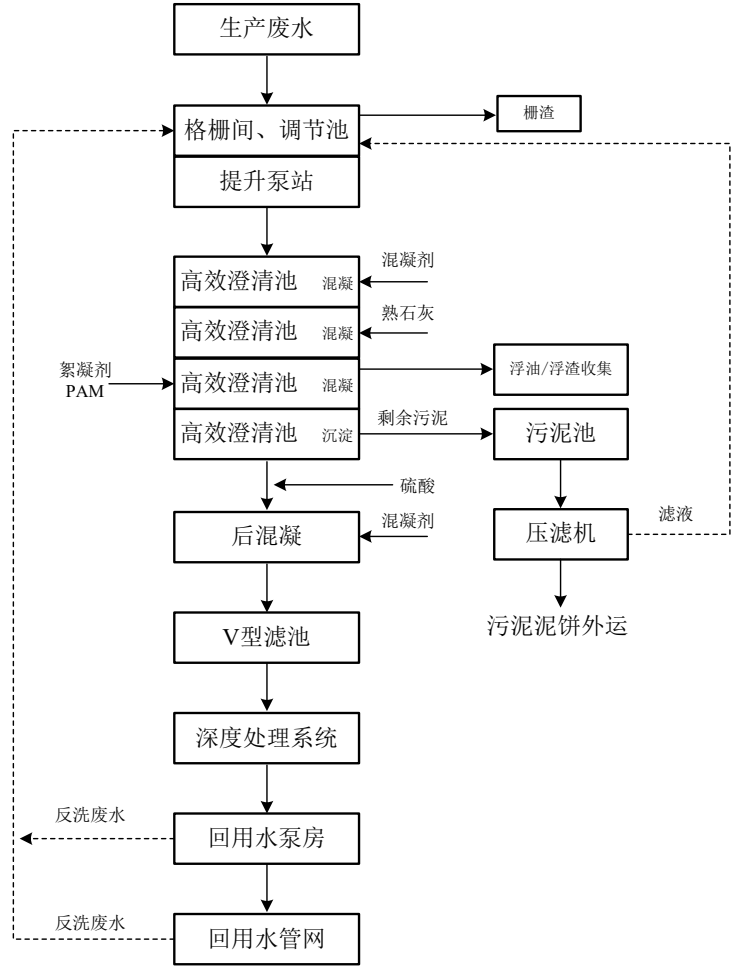 生产废水
格栅间、调节池
栅渣
提升泵站
混凝剂
高效澄清池 混凝
熟石灰
高效澄清池 混凝
絮凝剂
PAM
高效澄清池 混凝
浮油/浮渣收集
高效澄清池 沉淀
剩余污泥
污泥池
硫酸
混凝剂
后混凝
压滤机
滤液
V型滤池
污泥泥饼外运
深度处理系统
反洗废水
回用水泵房
反洗废水
回用水管网